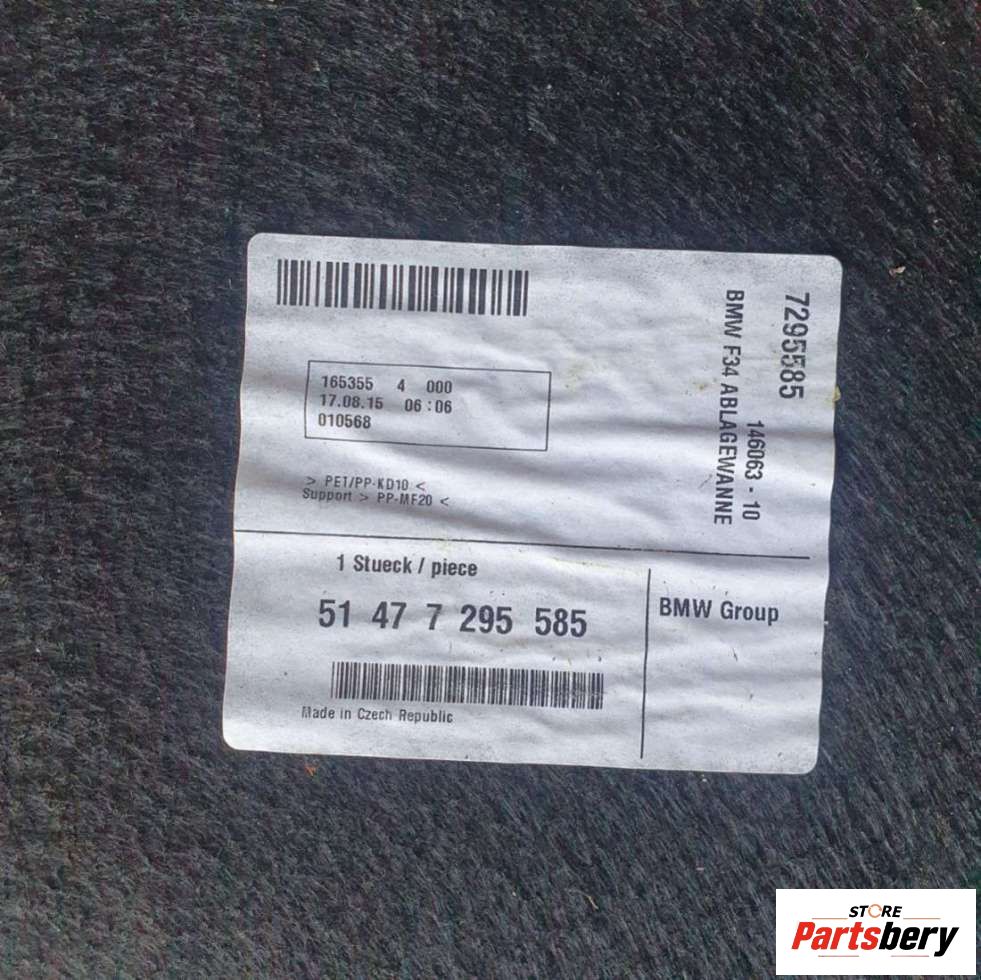 165355 4 000
17.08.15 06:06
010568
> PET/PP-KD10 <
Support > PP-MF20 <
7295585
146063 - 10
BMW F34 ABLAGEWANNE
1 Stueck / piece
51 47 7 295 585
Made in Czech Republic
BMW Group
STORE
Partsbery